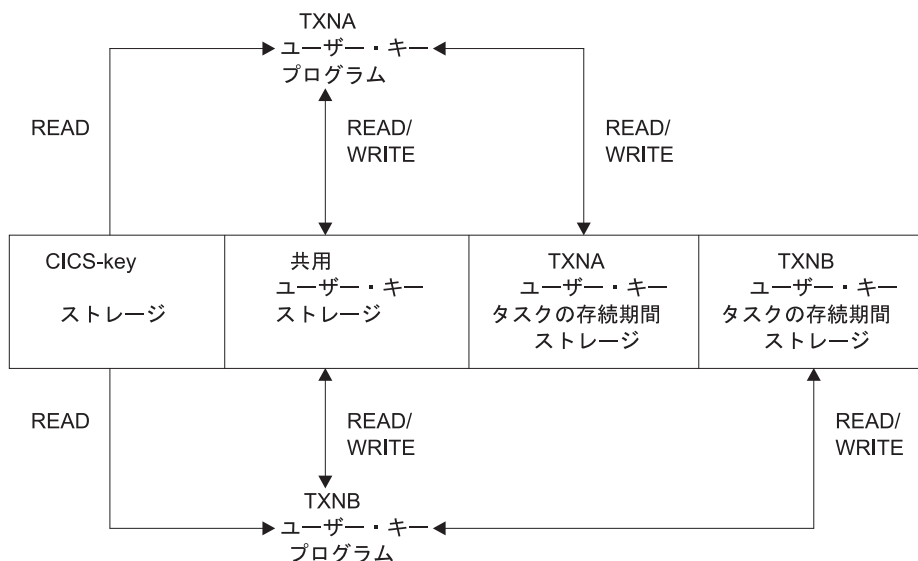 TXNA
ユーザー・キー
プログラム
READ
READ/
WRITE
READ/
WRITE
CICS-key
ストレージ
共用
ユーザー・キー
ストレージ
TXNA
ユーザー・キー
タスクの存続期間
ストレージ
TXNB
ユーザー・キー
タスクの存続期間
ストレージ
READ
READ/
WRITE
READ/
WRITE
TXNB
ユーザー・キー
プログラム